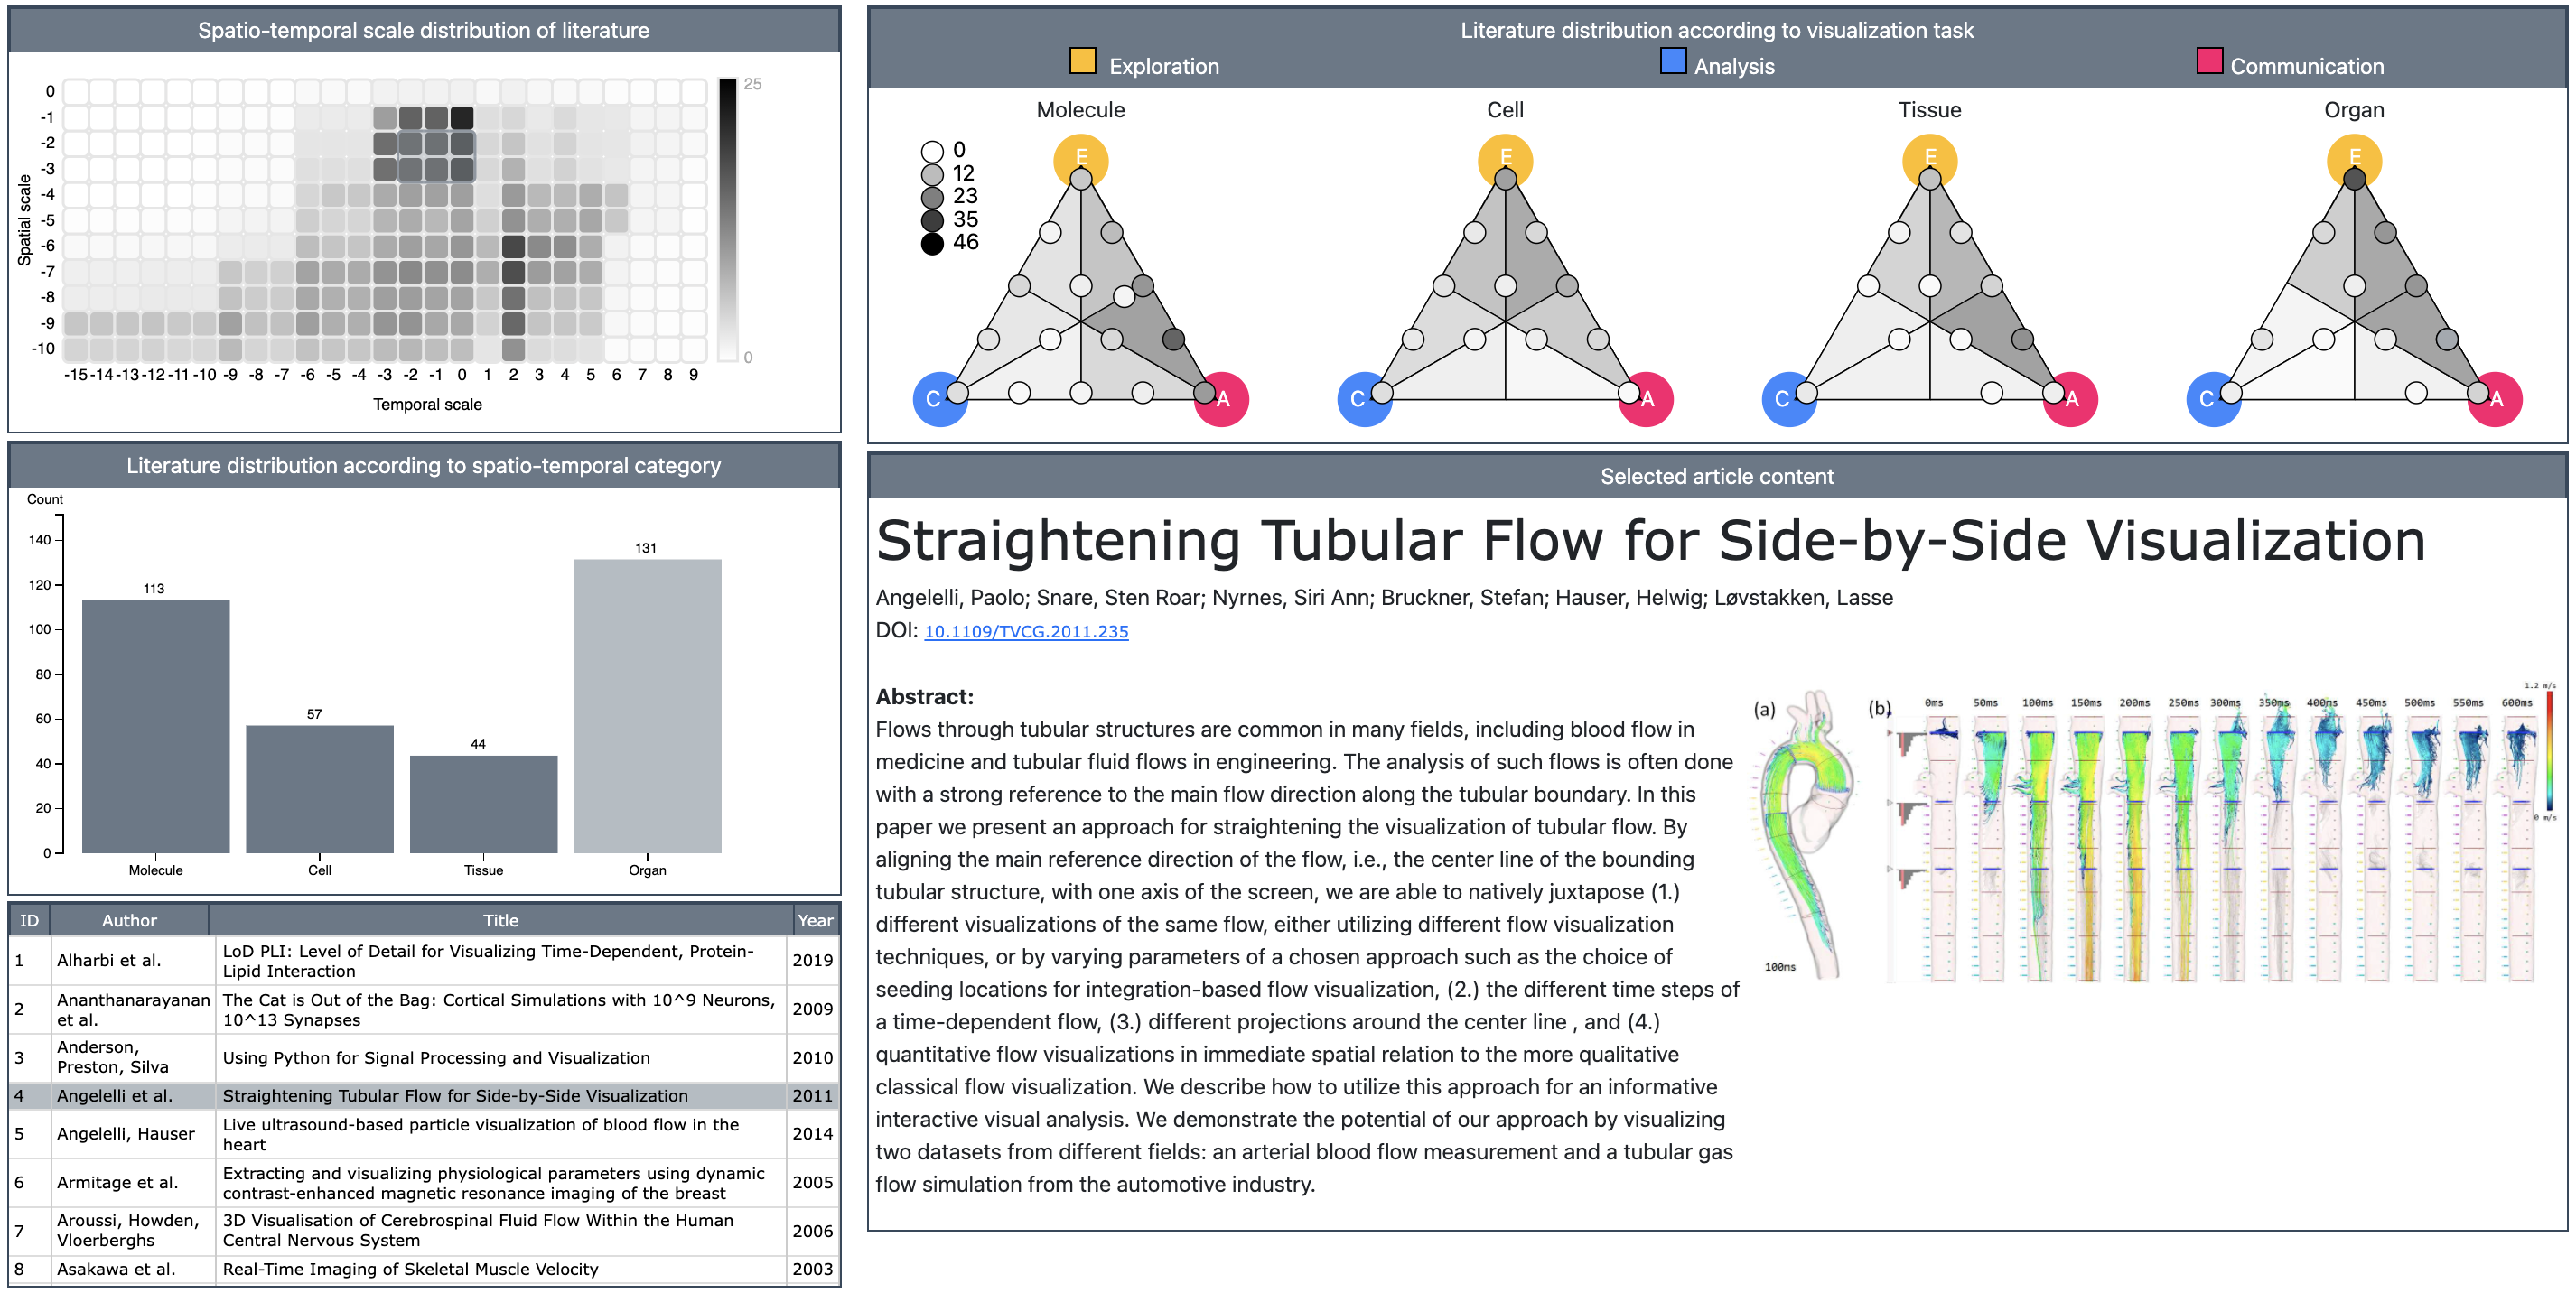 Spatio-temporal scale distribution of literature
25
0
Spatial scale
0
-1
-2
-3
-4
-5
-6
-7
-8
-9
-10
-15 -14 -13 -12 -11 -10 -9 -8 -7 -6 -5 -4 -3 -2 -1 0 1 2 3 4 5 6 7 8 9
Temporal scale
Literature distribution according to spatio-temporal category
Count
140
120
100
80
60
40
20
0
113
57
44
131
Molecule Cell Tissue Organ
ID Author Title Year
1 Alharbi et al. LoD PLI: Level of Detail for Visualizing Time-Dependent, Protein-
Lipid Interaction 2019
2 Ananthanarayanan
et al. The Cat is Out of the Bag: Cortical Simulations with 10^9 Neurons,
10^13 Synapses 2009
3 Anderson,
Preston, Silva Using Python for Signal Processing and Visualization 2010
4 Angelelli et al. Straightening Tubular Flow for Side-by-Side Visualization 2011
5 Angelelli, Hauser Live ultrasound-based particle visualization of blood flow in the
heart 2014
6 Armitage et al. Extracting and visualizing physiological parameters using dynamic
contrast-enhanced magnetic resonance imaging of the breast 2005
7 Aroussi, Howden,
Vloerberghs 3D Visualisation of Cerebrospinal Fluid Flow Within the Human
Central Nervous System 2006
8 Asakawa et al. Real-Time Imaging of Skeletal Muscle Velocity 2003
Literature distribution according to visualization task
Exploration Analysis Communication
Molecule Cell Tissue Organ
0
12
23
35
46
E E E E
C A C A C A C A
Selected article content
Straightening Tubular Flow for Side-by-Side Visualization
Angelelli, Paolo; Snare, Sten Roar; Nyrnes, Siri Ann; Bruckner, Stefan; Hauser, Helwig; Løvstakken, Lasse
DOI: 10.1109/TVCG.2011.235
Abstract:
Flows through tubular structures are common in many fields, including blood flow in
medicine and tubular fluid flows in engineering. The analysis of such flows is often done
with a strong reference to the main flow direction along the tubular boundary. In this
paper we present an approach for straightening the visualization of tubular flow. By
aligning the main reference direction of the flow, i.e., the center line of the bounding
tubular structure, with one axis of the screen, we are able to natively juxtapose (1.)
different visualizations of the same flow, either utilizing different flow visualization
techniques, or by varying parameters of a chosen approach such as the choice of
seeding locations for integration-based flow visualization, (2.) the different time steps of
a time-dependent flow, (3.) different projections around the center line , and (4.)
quantitative flow visualizations in immediate spatial relation to the more qualitative
classical flow visualization. We describe how to utilize this approach for an informative
interactive visual analysis. We demonstrate the potential of our approach by visualizing
two datasets from different fields: an arterial blood flow measurement and a tubular gas
flow simulation from the automotive industry.
(a)
100ms
(b)
0ms 50ms 100ms 150ms 200ms 250ms 300ms 350ms 400ms 450ms 500ms 550ms 600ms
1.2 m/s
0 m/s